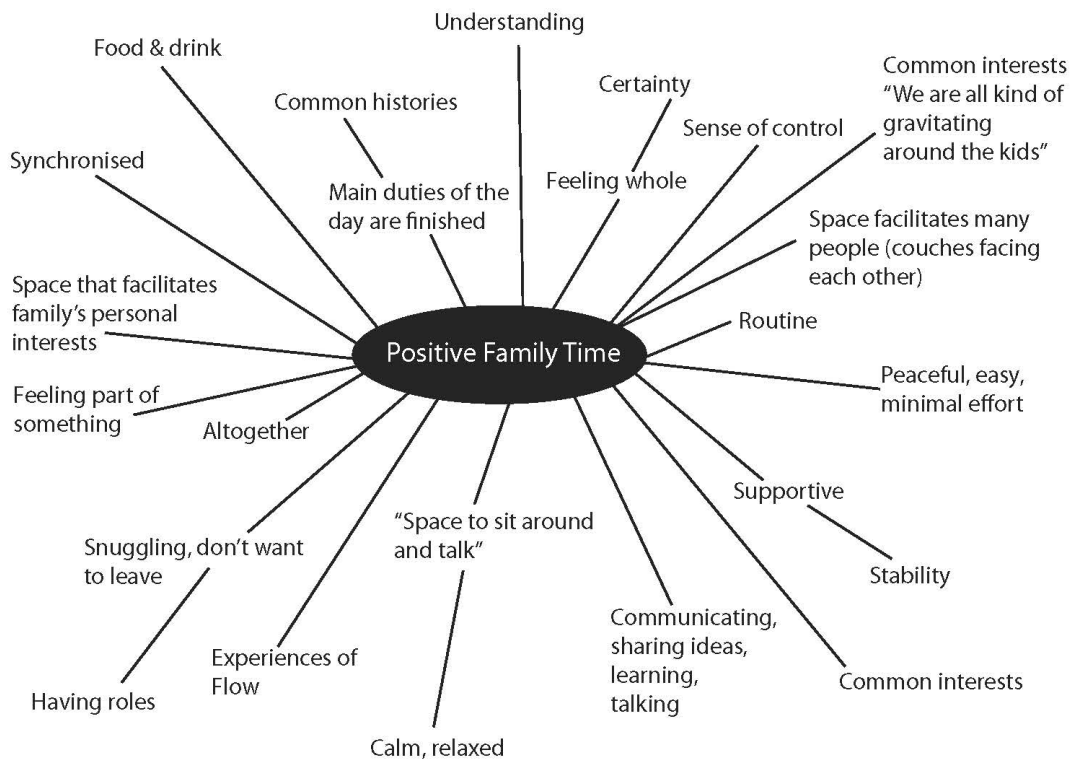 Understanding
Food & drink
Common interests
“We are all kind of
gravitating
around the kids”
Certainty
Common histories
Sense of control
Synchronised
Feeling whole
Main duties of the
day are finished
Space facilitates many
people (couches facing
each other)
Space that facilitates
family’s personal
interests
Routine
Positive Family Time
Peaceful, easy,
minimal effort
Feeling part of
something
Altogether
Supportive
“Space to sit around
and talk”
Snuggling, don’t want
to leave
Stability
Communicating,
sharing ideas,
learning,
talking
Experiences of
Flow
Common interests
Having roles
Calm, relaxed